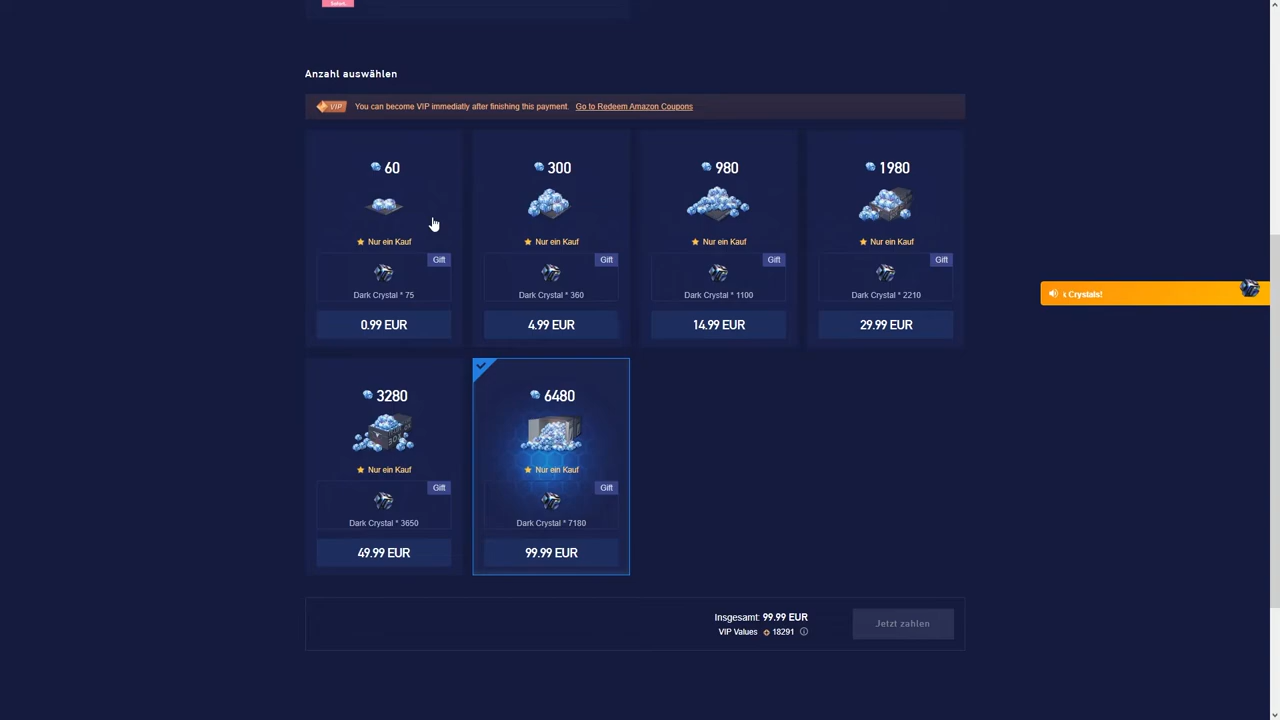 Anzahl auswählen
VIP You can become VIP immediatly after finishing this payment. Go to Redeem Amazon Coupons
60
Nur ein Kauf
Gift
Dark Crystal * 75
0.99 EUR
300
Nur ein Kauf
Gift
Dark Crystal * 360
4.99 EUR
980
Nur ein Kauf
Gift
Dark Crystal * 1100
14.99 EUR
1980
Nur ein Kauf
Gift
Dark Crystal * 2210
29.99 EUR
k Crystals!
3280
Nur ein Kauf
Gift
Dark Crystal * 3650
49.99 EUR
6480
Nur ein Kauf
Gift
Dark Crystal * 7180
99.99 EUR
Insgesamt: 99.99 EUR
VIP Values 18291
Jetzt zahlen